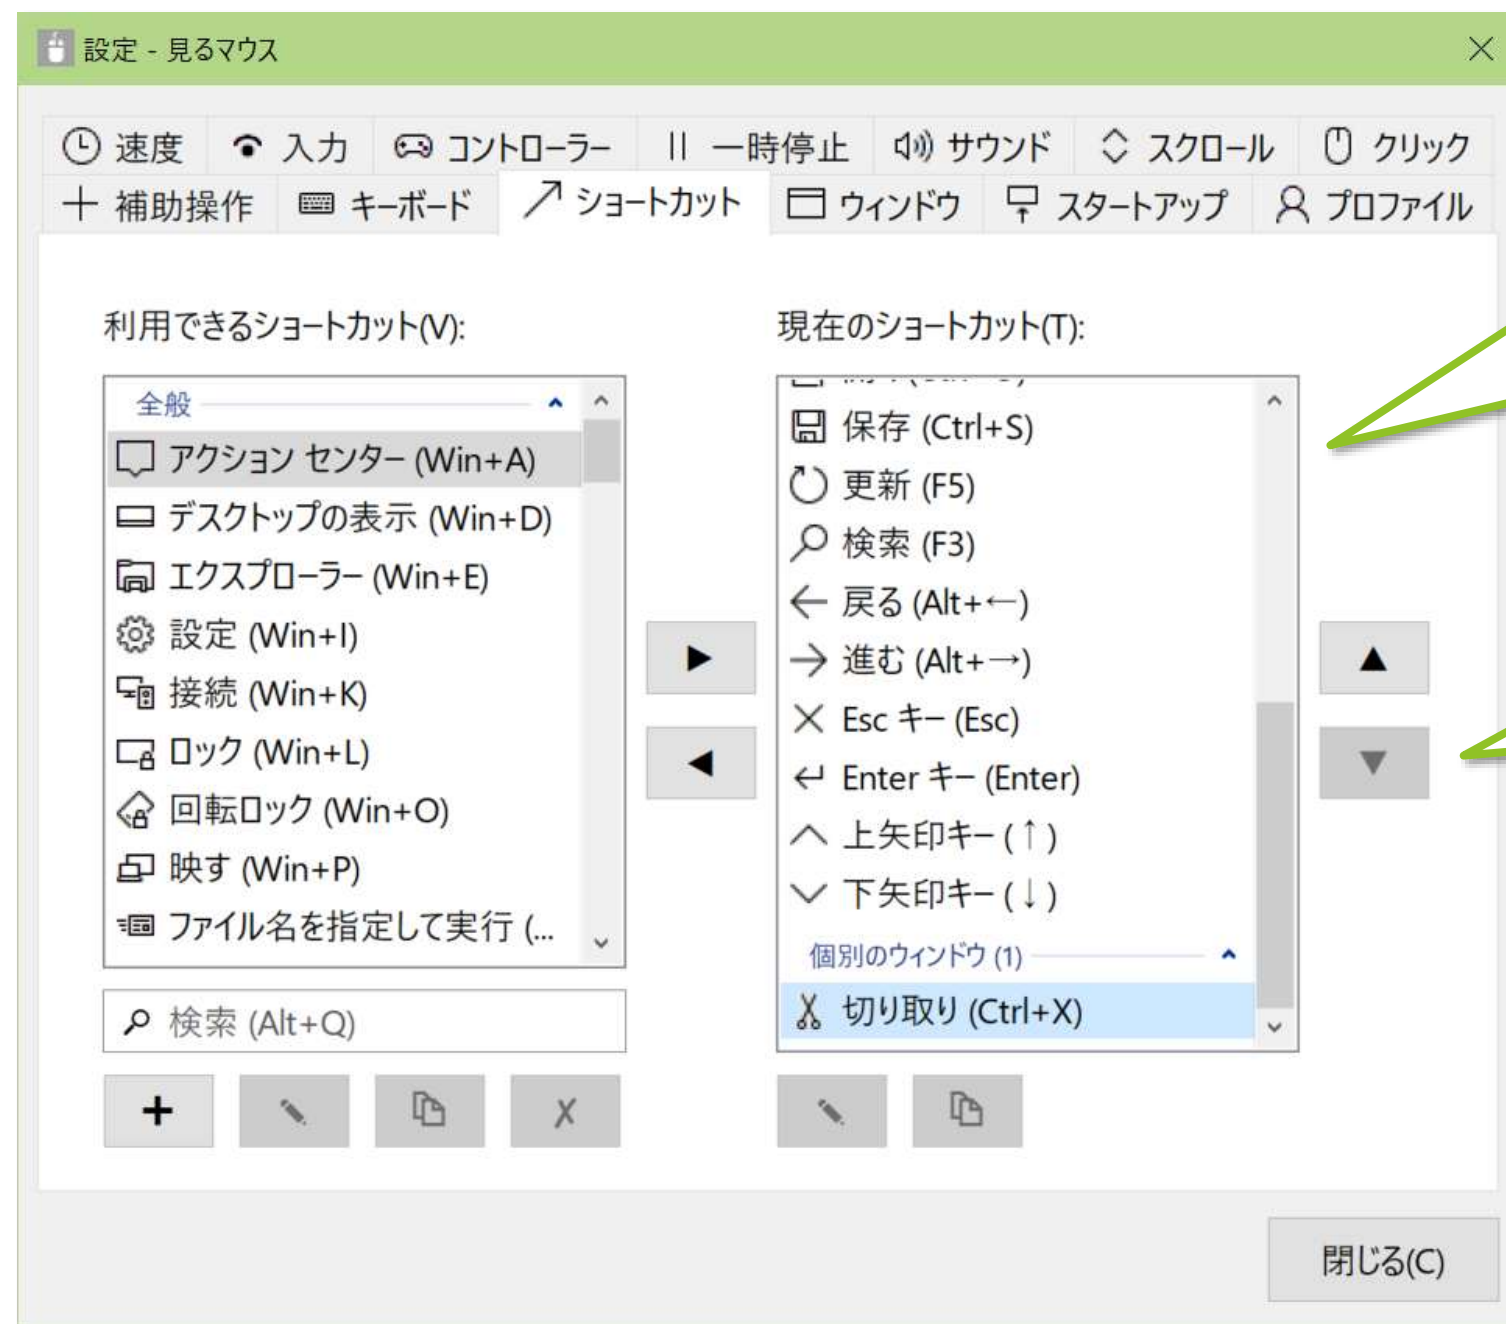 設定 - 見るマウス
速度 入力 コントローラー 一時停止 サウンド スクロール クリック
補助操作 キーボード ショートカット ウィンドウ スタートアップ プロファイル
利用できるショートカット(V):
全般
アクション センター (Win+A)
デスクトップの表示 (Win+D)
エクスプローラー (Win+E)
設定 (Win+I)
接続 (Win+K)
ロック (Win+L)
回転ロック (Win+O)
映す (Win+P)
ファイル名を指定して実行 (...
検索 (Alt+Q)
現在のショートカット(T):
保存 (Ctrl+S)
更新 (F5)
検索 (F3)
戻る (Alt+←)
進む (Alt+→)
Esc キー (Esc)
Enter キー (Enter)
上矢印キー (↑)
下矢印キー (↓)
個別のウィンドウ (1)
切り取り (Ctrl+X)
閉じる(C)